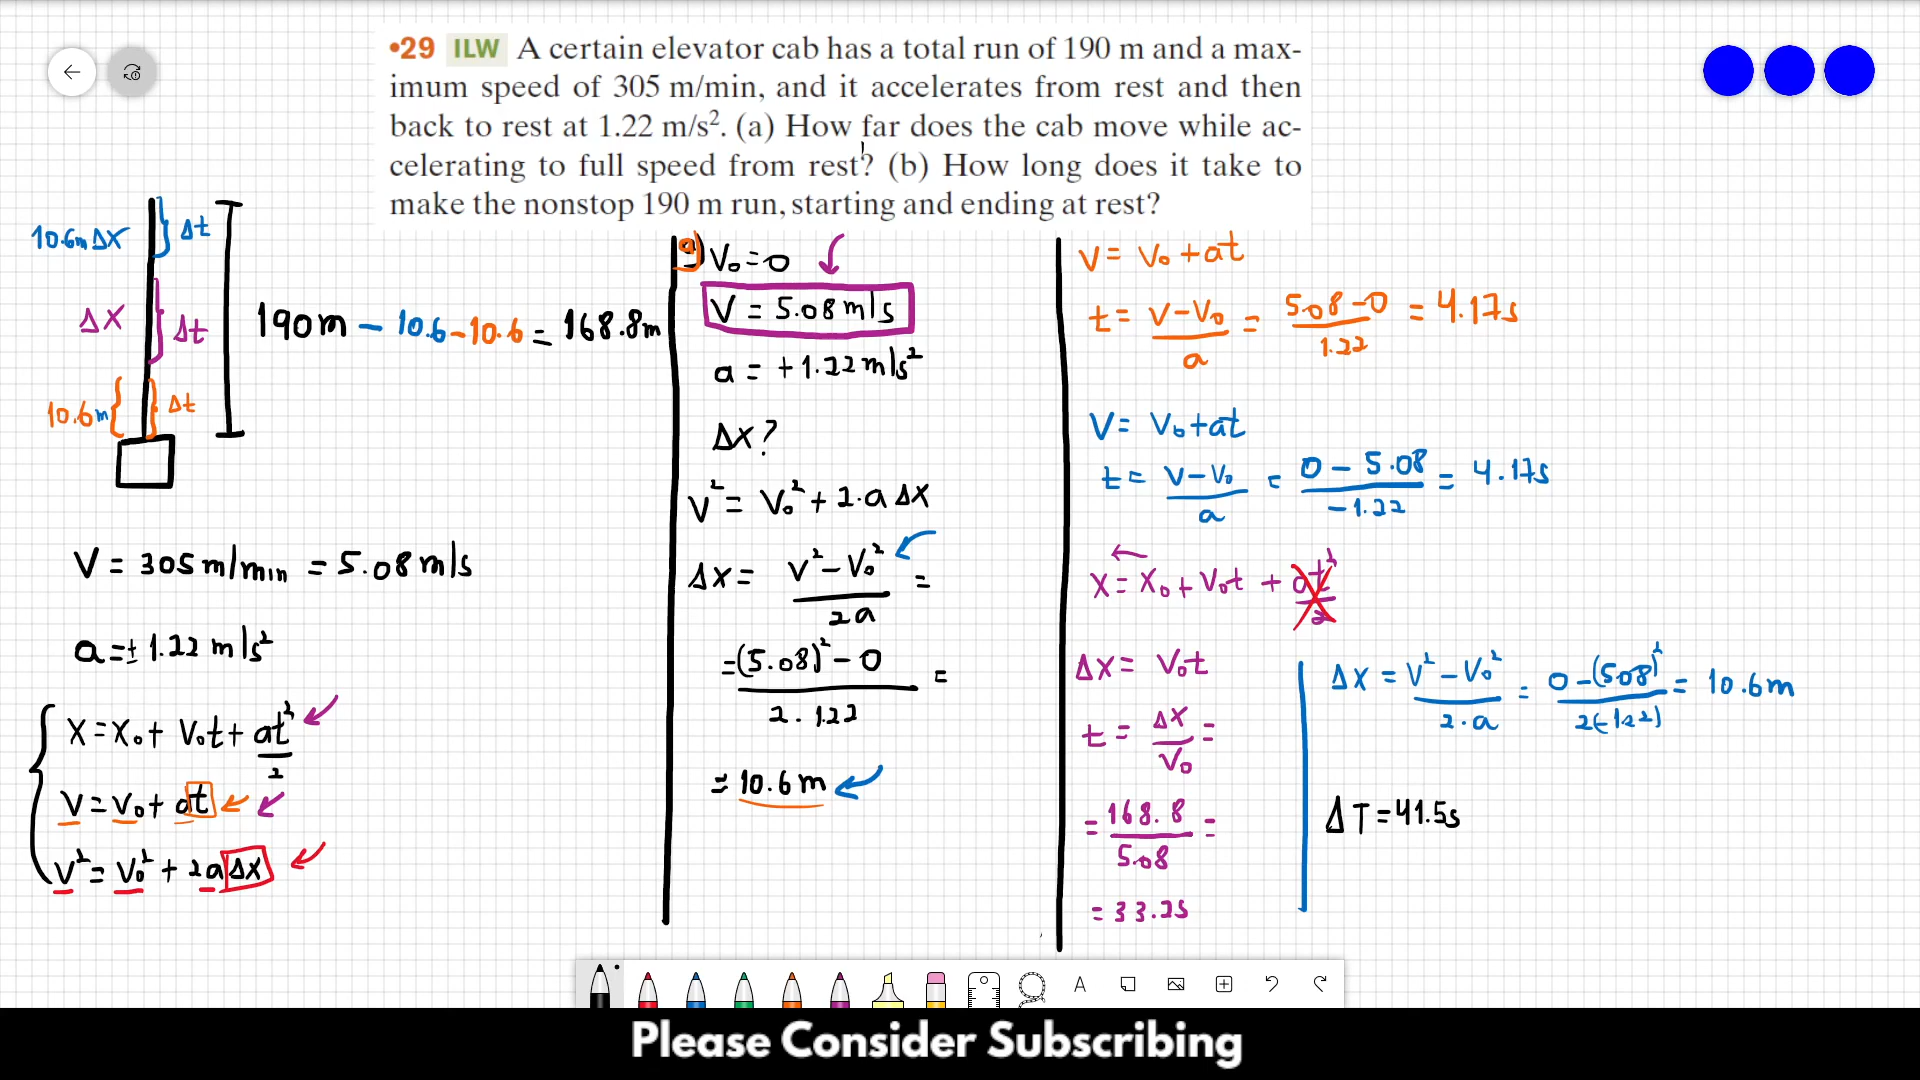 •29 ILW A certain elevator cab has a total run of 190 m and a max-
imum speed of 305 m/min, and it accelerates from rest and then
back to rest at 1.22 m/s². (a) How far does the cab move while ac-
celerating to full speed from rest? (b) How long does it take to
make the nonstop 190 m run, starting and ending at rest?
10.6m Δx Δt
Δx Δt
190m - 10.6 - 10.6 = 168.8m
10.6m Δt
V = 305 m/min = 5.08 m/s
a = ± 1.22 m/s²
x = x₀ + V₀t + at²/2
V = V₀ + at
V² = V₀² + 2aΔx
a) V₀ = 0
V = 5.08 m/s
a = +1.22 m/s²
Δx?
V² = V₀² + 2·aΔx
Δx = (V² - V₀²)/2a =
= ((5.08)² - 0)/2·1.22 =
= 10.6 m
V = V₀ + at
t = (V - V₀)/a = (5.08 - 0)/1.22 = 4.17s
V = V₀ + at
t = (V - V₀)/a = (0 - 5.08)/-1.22 = 4.17s
x = x₀ + V₀t + at²/2
Δx = V₀t
t = Δx/V₀ =
= 168.8/5.08 =
= 33.2s
Δx = (V² - V₀²)/2·a = (0 - (5.08)²)/2(-1.22) = 10.6m
ΔT = 41.5s
A
Please Consider Subscribing